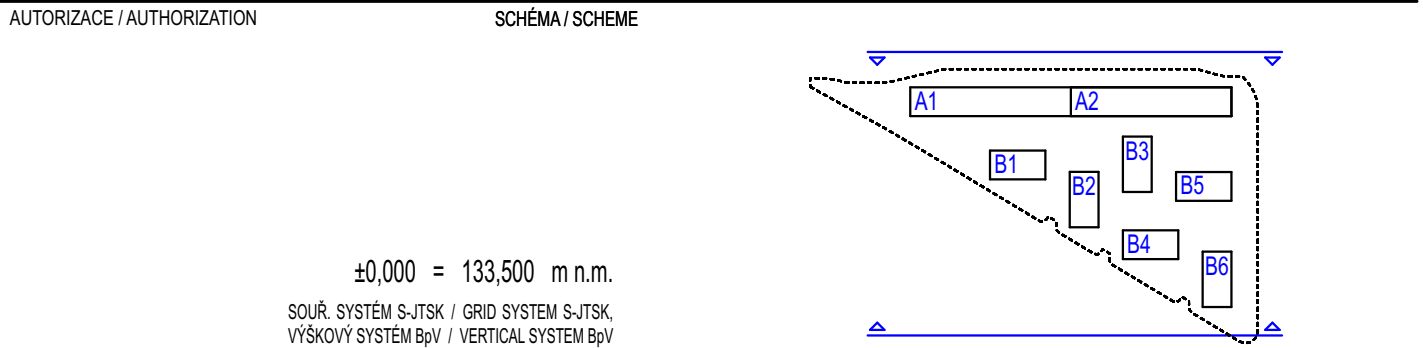 AUTORIZACE / AUTHORIZATION
SCHÉMA / SCHEME
A1
A2
B1
B2
B3
B5
B4
B6
±0,000 = 133,500 m n.m.
SOUŘ. SYSTÉM S-JTSK / GRID SYSTEM S-JTSK,
VÝŠKOVÝ SYSTÉM BpV / VERTICAL SYSTEM BpV